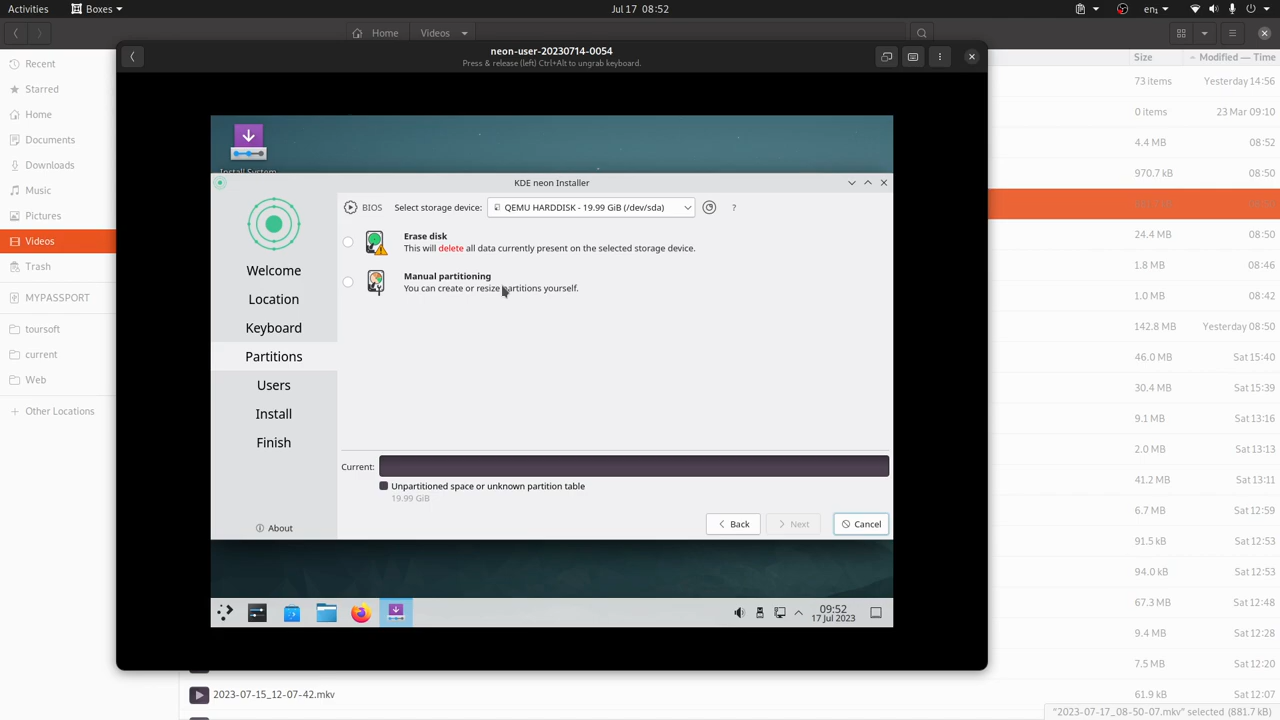 Activities
Boxes
Jul 17  08:52
en₁
Home
Videos
Size
Modified — Time
Recent
Starred
Home
Documents
Downloads
Music
Pictures
Videos
Trash
MYPASSPORT
toursoft
current
Web
Other Locations
neon-user-20230714-0054
Press & release (left) Ctrl+Alt to ungrab keyboard.
Install System
KDE neon Installer
BIOS
Select storage device:
QEMU HARDDISK - 19.99 GiB (/dev/sda)
?
Welcome
Location
Keyboard
Partitions
Users
Install
Finish
About
Erase disk
This will delete all data currently present on the selected storage device.
Manual partitioning
You can create or resize partitions yourself.
Current:
Unpartitioned space or unknown partition table
19.99 GiB
Back
Next
Cancel
09:52
17 Jul 2023
73 items Yesterday 14:56
0 items 23 Mar 09:10
4.4 MB 08:52
970.7 kB 08:50
24.4 MB 08:50
1.8 MB 08:46
1.0 MB 08:42
142.8 MB Yesterday 08:50
46.0 MB Sat 15:40
30.4 MB Sat 15:39
9.1 MB Sat 13:16
2.0 MB Sat 13:13
41.2 MB Sat 13:11
6.7 MB Sat 12:59
91.5 kB Sat 12:53
94.0 kB Sat 12:53
67.3 MB Sat 12:48
9.4 MB Sat 12:28
7.5 MB Sat 12:20
2023-07-15_12-07-42.mkv
61.9 kB Sat 12:07
“2023-07-17_08-50-07.mkv” selected (881.7 kB)